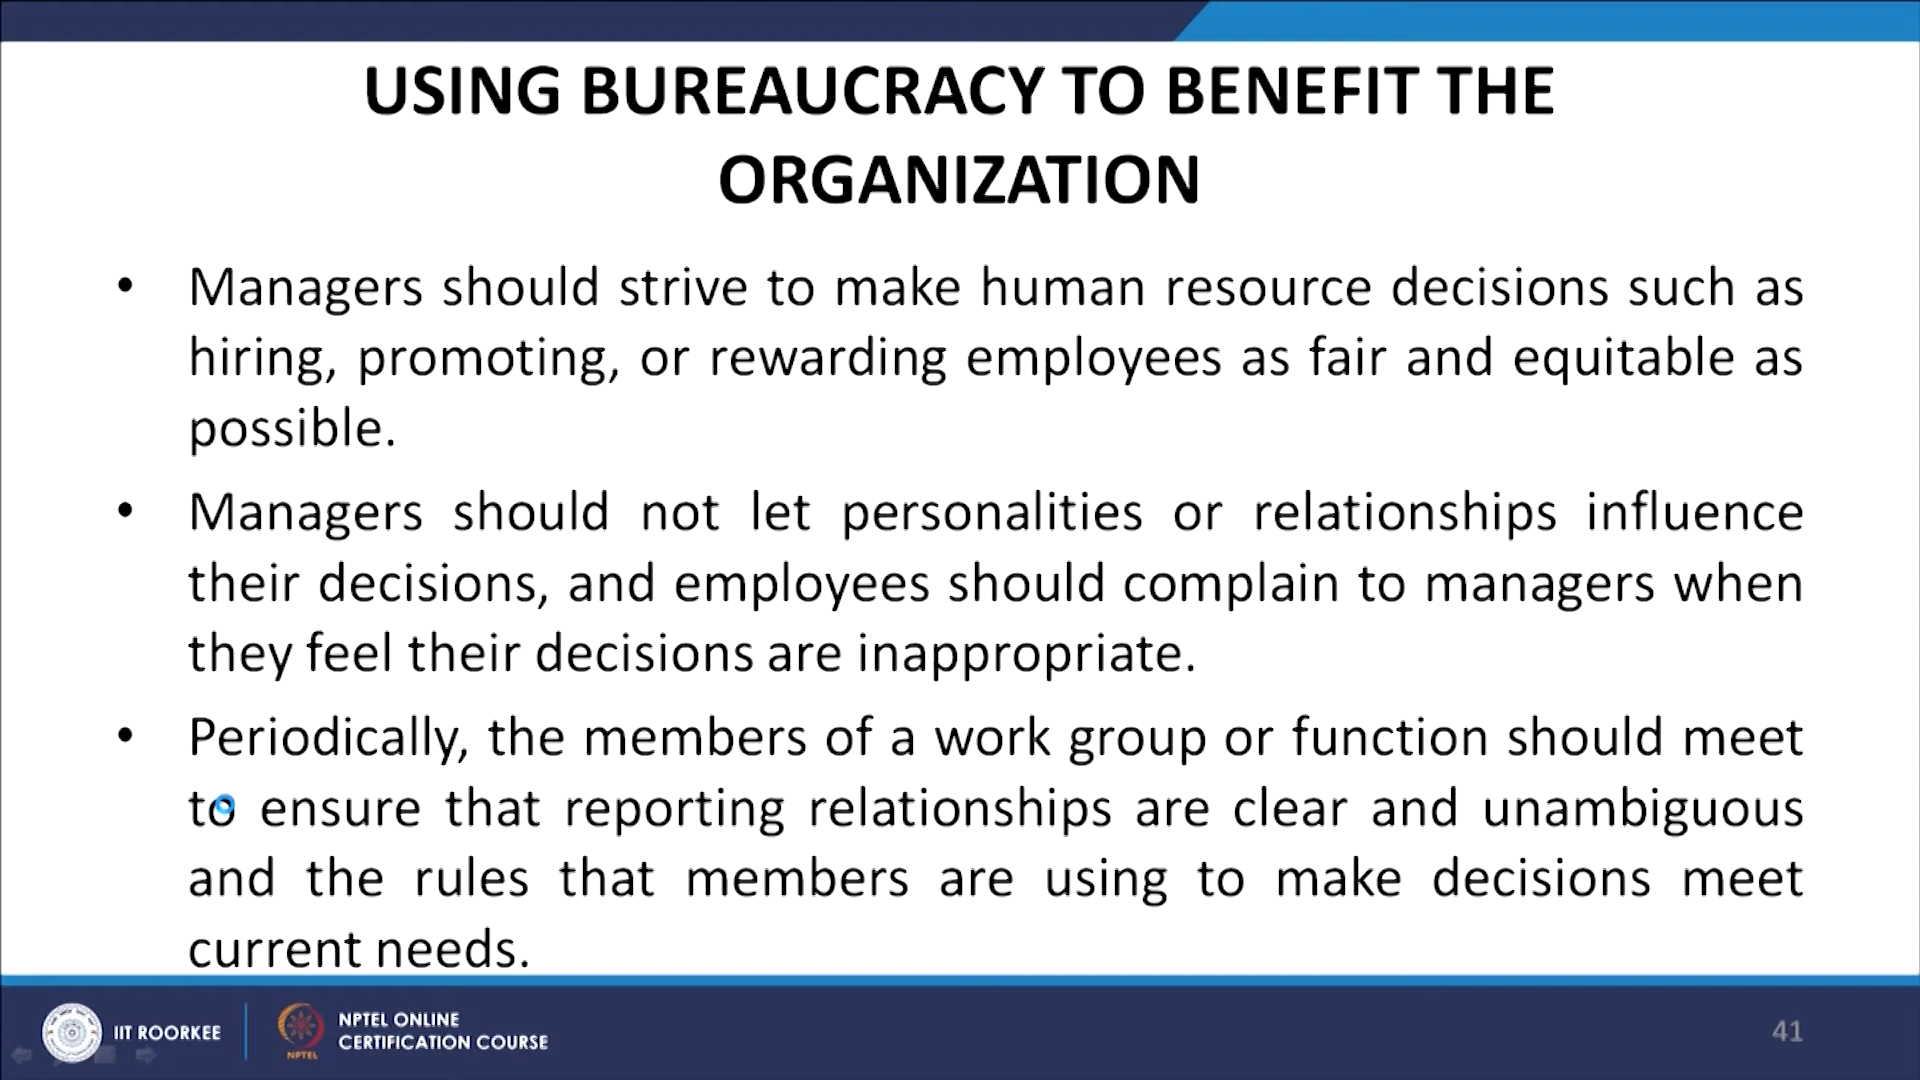 USING BUREAUCRACY TO BENEFIT THE
ORGANIZATION
• Managers should strive to make human resource decisions such as
hiring, promoting, or rewarding employees as fair and equitable as
possible.
• Managers should not let personalities or relationships influence
their decisions, and employees should complain to managers when
they feel their decisions are inappropriate.
• Periodically, the members of a work group or function should meet
to ensure that reporting relationships are clear and unambiguous
and the rules that members are using to make decisions meet
current needs.
IIT ROORKEE
NPTEL
NPTEL ONLINE
CERTIFICATION COURSE
41